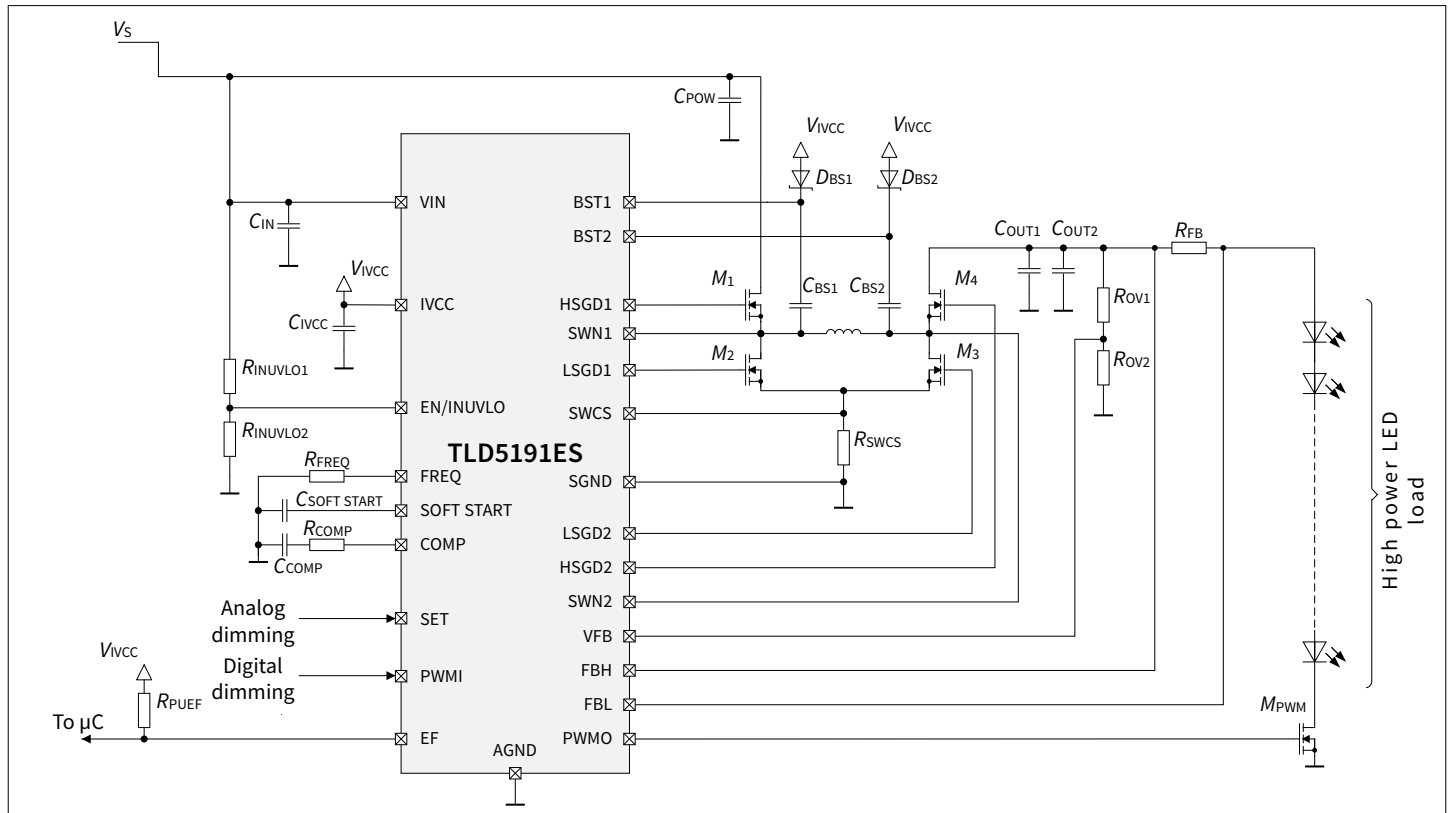 VS
CPOW
VIVCC
VIVCC
DBS1
DBS2
VIN
CIN
BST1
BST2
COUT1
COUT2
RFB
VIVCC
IVCC
CIVCC
HSGD1
M1
CBS1
CBS2
M4
ROV1
SWN1
RINUVLO1
LSGD1
M2
M3
ROV2
EN/INUVLO
SWCS
RINUVLO2
TLD5191ES
RSWCS
RFREQ
FREQ
SGND
CSOFT START
SOFT START
RCOMP
COMP
CCOMP
LSGD2
HSGD2
High power LED
load
SWN2
Analog
dimming
SET
VFB
VIVCC
Digital
dimming
PWMI
FBH
RPUEF
FBL
MPWM
To µC
EF
PWMO
AGND